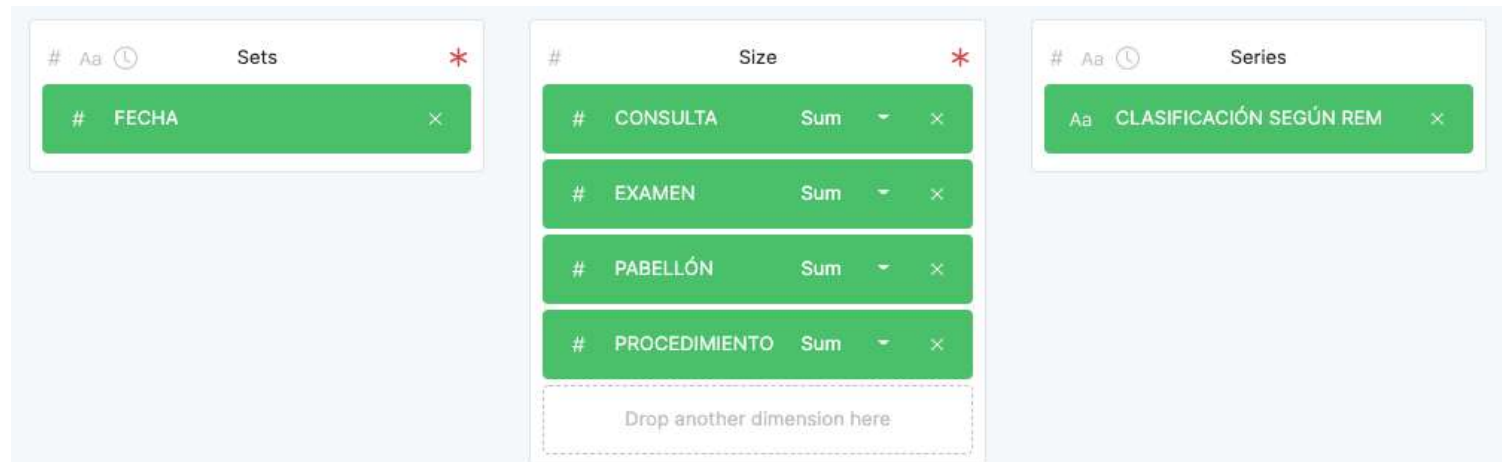 # Aa Sets *
# FECHA ×
# Size *
# CONSULTA Sum ×
# EXAMEN Sum ×
# PABELLÓN Sum ×
# PROCEDIMIENTO Sum ×
Drop another dimension here
# Aa Series
Aa CLASIFICACIÓN SEGÚN REM ×